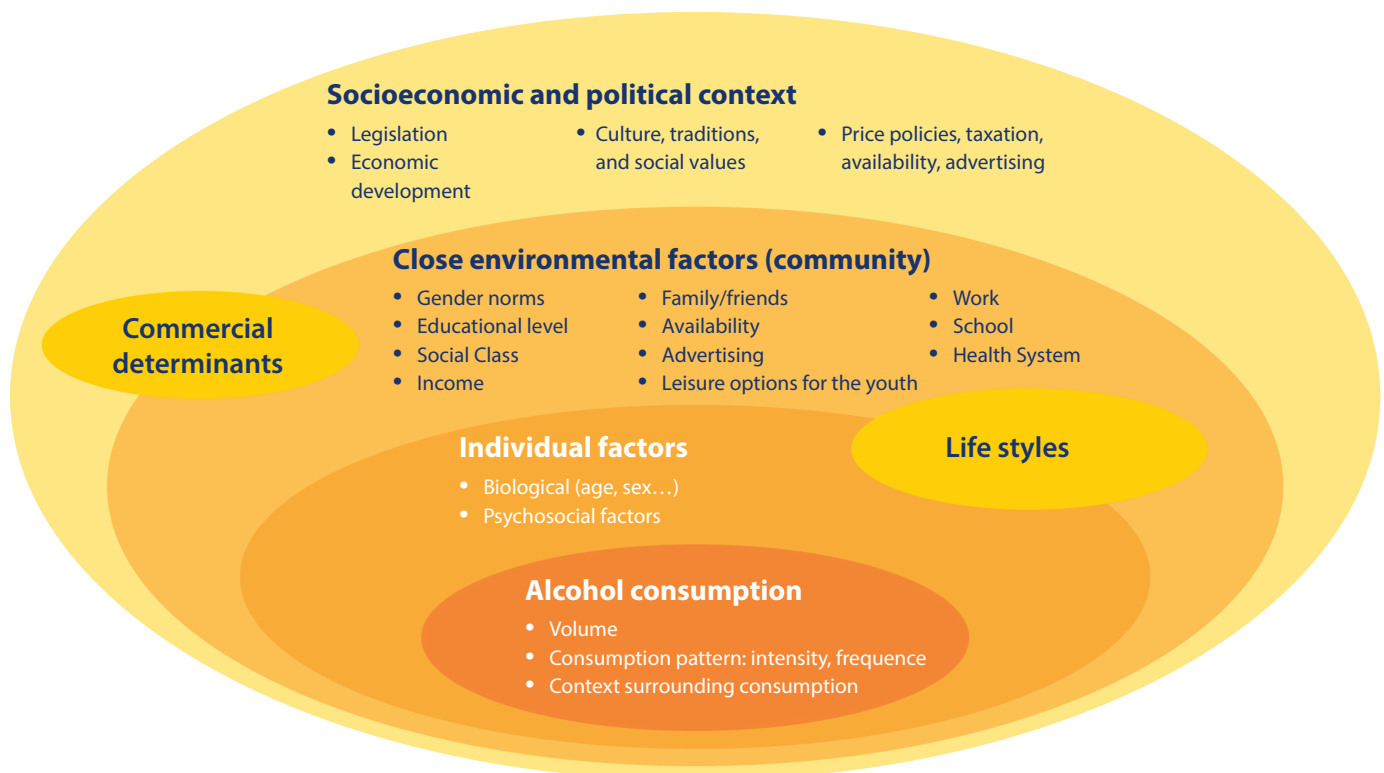 Socioeconomic and political context
• Legislation
• Economic
development
• Culture, traditions,
and social values
• Price policies, taxation,
availability, advertising
Close environmental factors (community)
• Gender norms
• Educational level
• Social Class
• Income
• Family/friends
• Availability
• Advertising
• Leisure options for the youth
• Work
• School
• Health System
Commercial
determinants
Life styles
Individual factors
• Biological (age, sex…)
• Psychosocial factors
Alcohol consumption
• Volume
• Consumption pattern: intensity, frequence
• Context surrounding consumption